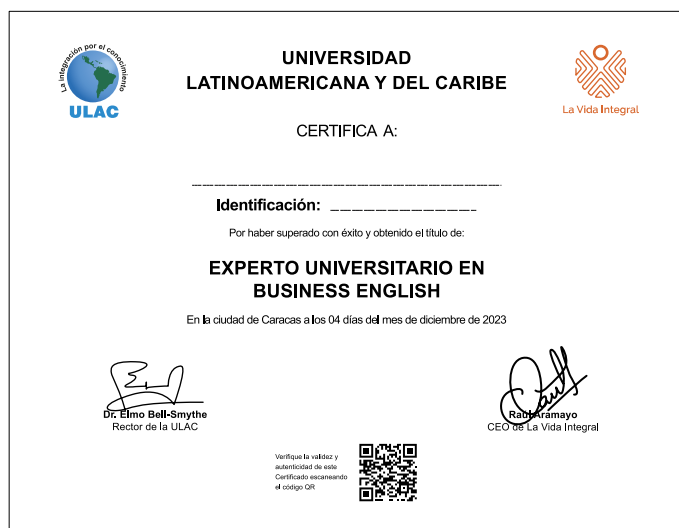 La integración por el conocimiento
ULAC
UNIVERSIDAD
LATINOAMERICANA Y DEL CARIBE
La Vida Integral
CERTIFICA A:
Identificación:
Por haber superado con éxito y obtenido el título de:
EXPERTO UNIVERSITARIO EN
BUSINESS ENGLISH
En la ciudad de Caracas a los 04 días del mes de diciembre de 2023
Dr. Elmo Bell-Smythe
Rector de la ULAC
Raúl Aramayo
CEO de La Vida Integral
Verifique la validez y
autenticidad de este
Certificado escaneando
el código QR